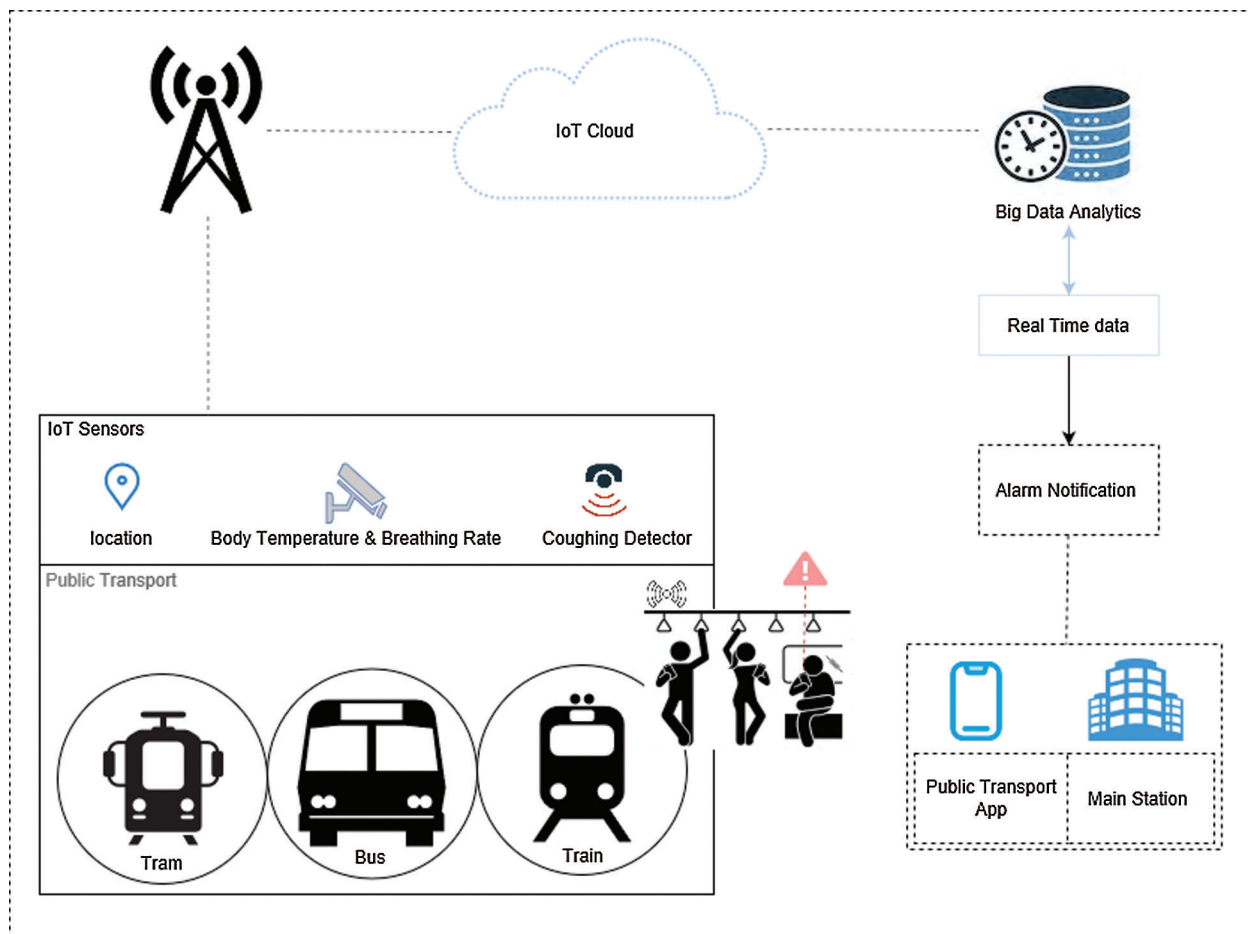 IoT Cloud
Big Data Analytics
Real Time data
IoT Sensors
location
Body Temperature & Breathing Rate
Coughing Detector
Alarm Notification
Public Transport
!
Public Transport
App
Main Station
Tram
Bus
Train